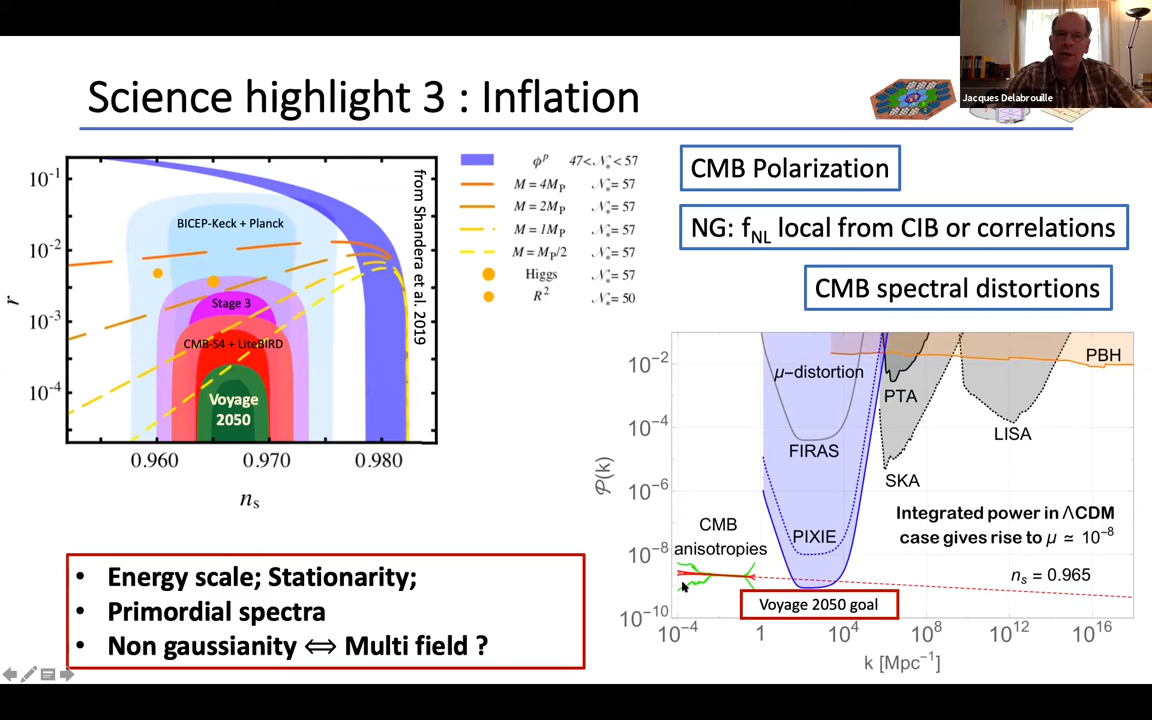 Jacques Delabrouille
Science highlight 3 : Inflation
10⁻¹
10⁻²
10⁻³
10⁻⁴
r
BICEP-Keck + Planck
Stage 3
CMB-S4 + LiteBIRD
Voyage
2050
from Shandera et al. 2019
0.960 0.970 0.980
nₛ
ϕᵖ 47<𝒩*<57
M = 4M_P 𝒩*= 57
M = 2M_P 𝒩*= 57
M = 1M_P 𝒩*= 57
M = M_P/2 𝒩*= 57
Higgs 𝒩*= 57
R² 𝒩*= 50
CMB Polarization
NG: f_NL local from CIB or correlations
CMB spectral distortions
10⁻²
10⁻⁴
10⁻⁶
10⁻⁸
10⁻¹⁰
𝒫(k)
μ−distortion
FIRAS
PIXIE
PTA
SKA
LISA
PBH
CMB
anisotropies
Integrated power in ΛCDM
case gives rise to μ ≃ 10⁻⁸
nₛ = 0.965
Voyage 2050 goal
10⁻⁴ 1 10⁴ 10⁸ 10¹² 10¹⁶
k [Mpc⁻¹]
• Energy scale; Stationarity;
• Primordial spectra
• Non gaussianity ⟺ Multi field ?